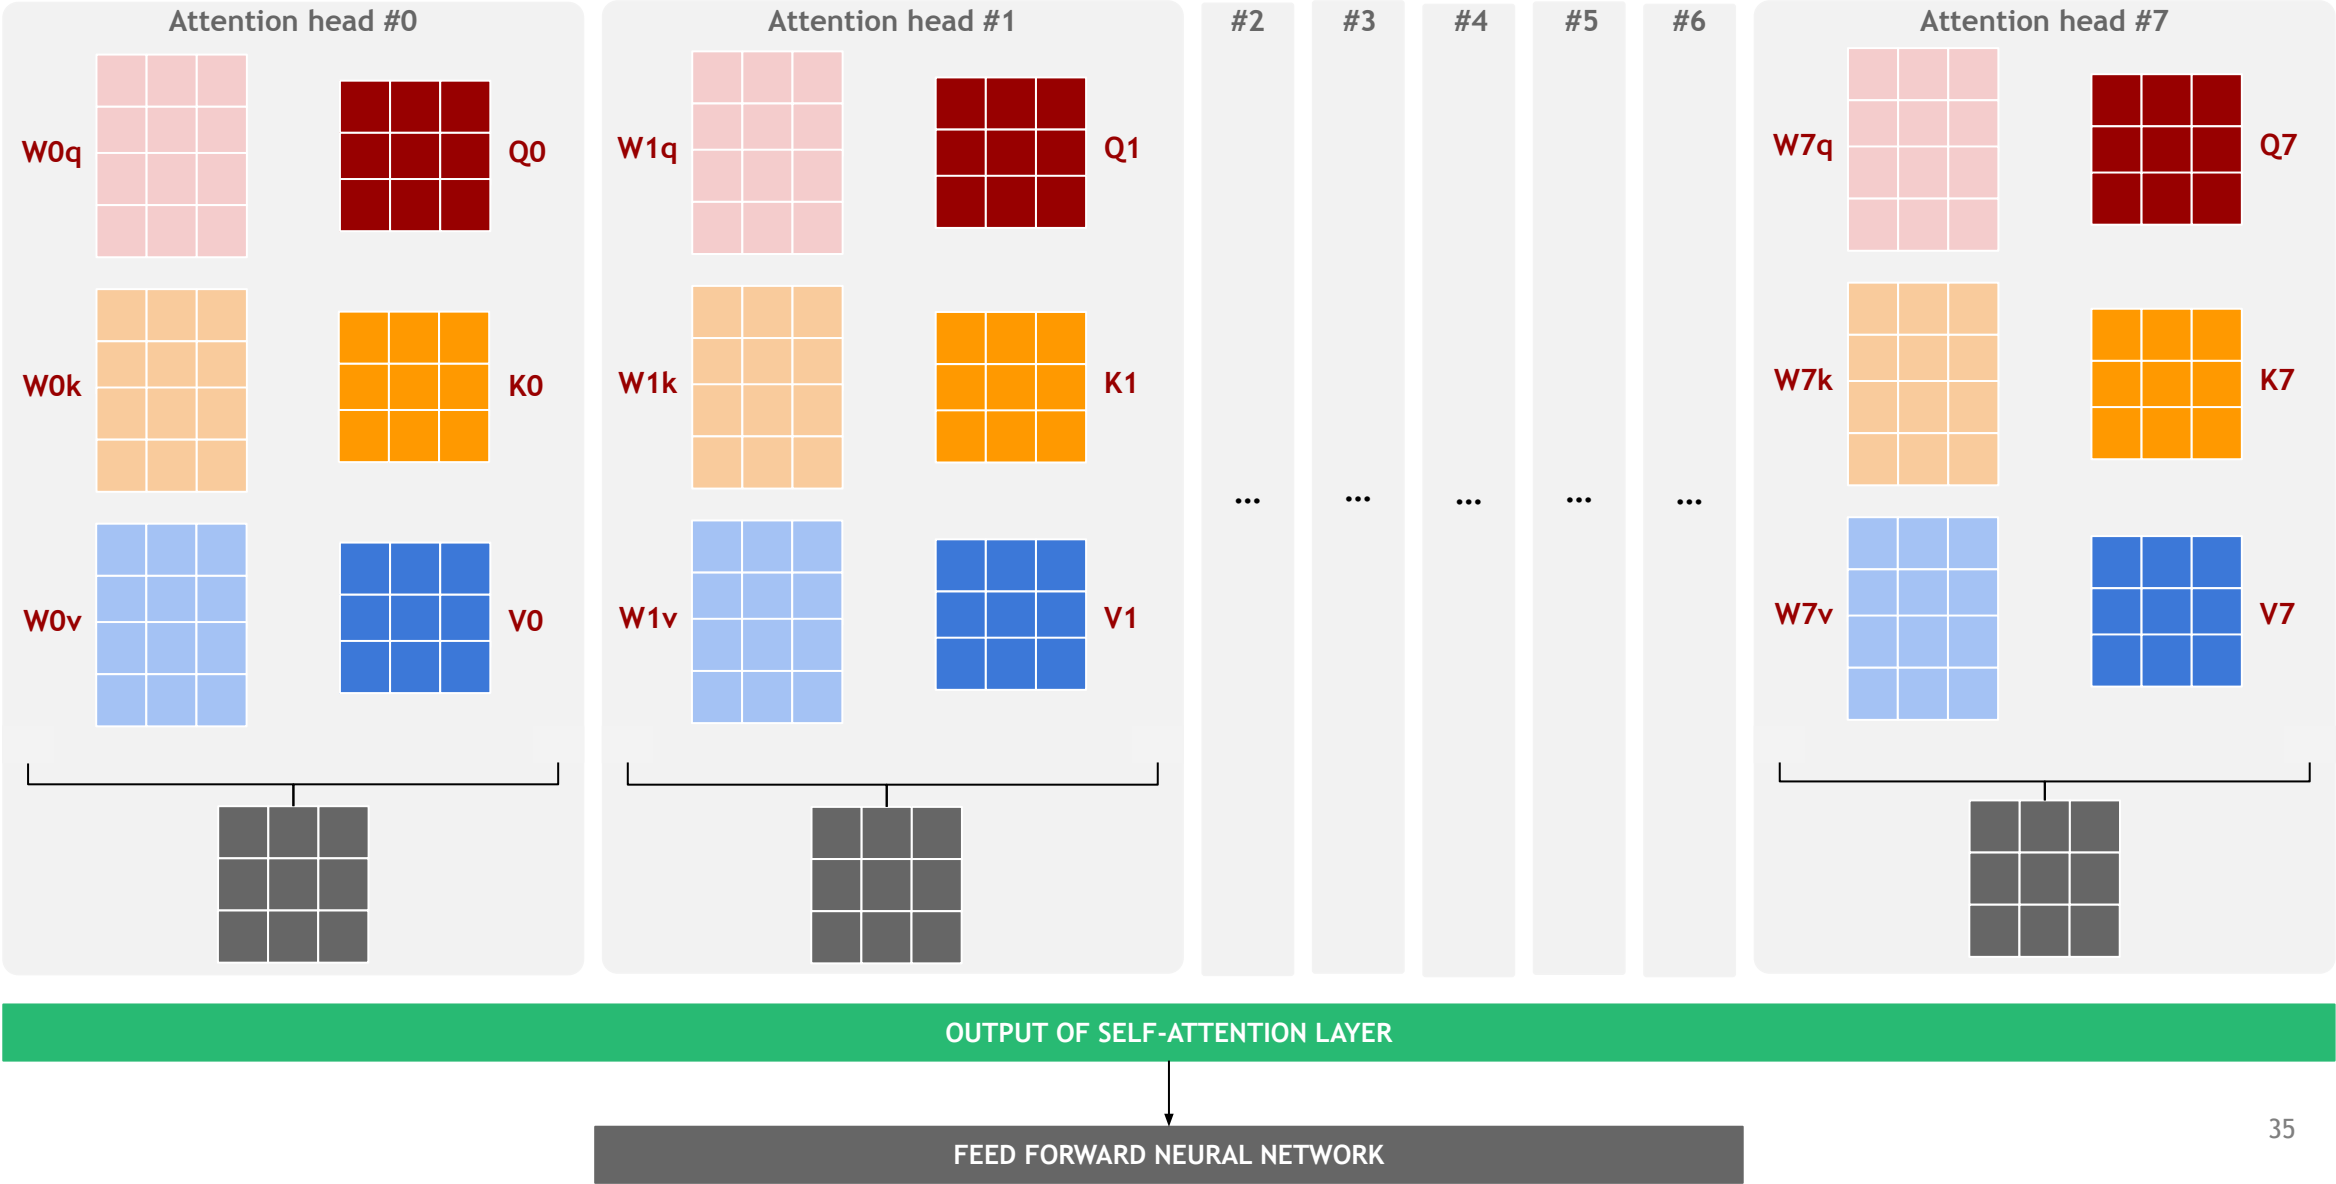 Attention head #0
Attention head #1
#2
#3
#4
#5
#6
Attention head #7
W0q
Q0
W1q
Q1
W7q
Q7
W0k
K0
W1k
K1
W7k
K7
...
...
...
...
...
W0v
V0
W1v
V1
W7v
V7
OUTPUT OF SELF-ATTENTION LAYER
35
FEED FORWARD NEURAL NETWORK